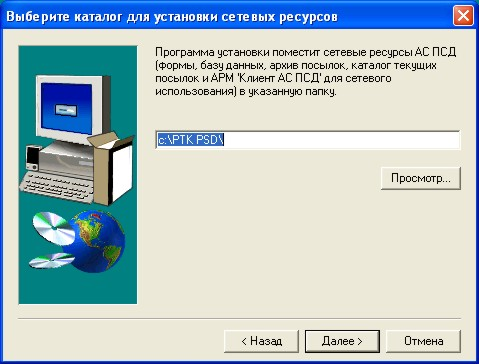 Выберите каталог для установки сетевых ресурсов
Программа установки поместит сетевые ресурсы АС ПСД
(формы, базу данных, архив посылок, каталог текущих
посылок и АРМ 'Клиент АС ПСД' для сетевого
использования) в указанную папку.
c:\PTK PSD\
Просмотр...
< Назад
Далее >
Отмена